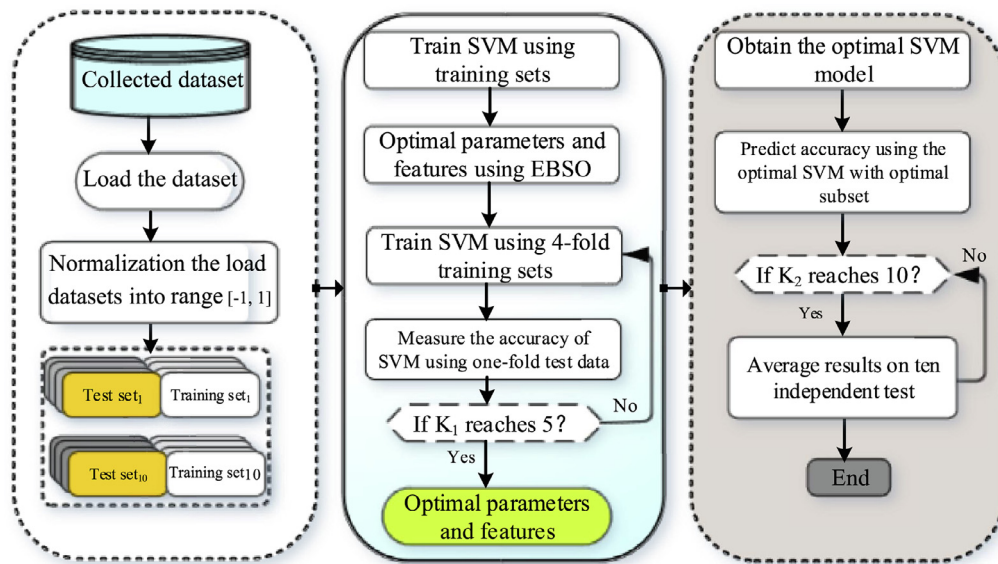 Collected dataset
Load the dataset
Normalization the load
datasets into range [-1, 1]
Test set1
Training set1
Test set10
Training set10
Train SVM using
training sets
Optimal parameters and
features using EBSO
Train SVM using 4-fold
training sets
Measure the accuracy of
SVM using one-fold test data
If K1 reaches 5?
No
Yes
Optimal parameters
and features
Obtain the optimal SVM
model
Predict accuracy using the
optimal SVM with optimal
subset
No
If K2 reaches 10?
Yes
Average results on ten
independent test
End